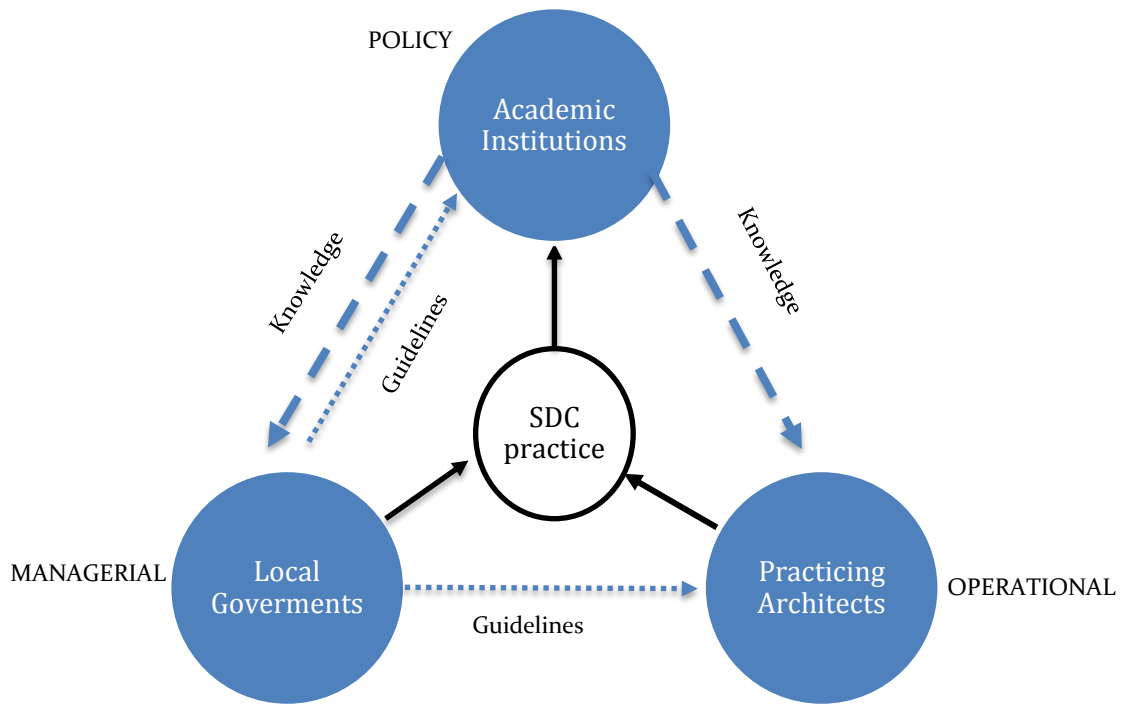 POLICY
Academic
Institutions
Knowledge
Knowledge
Guidelines
SDC
practice
MANAGERIAL
Local
Goverments
Guidelines
Practicing
Architects
OPERATIONAL